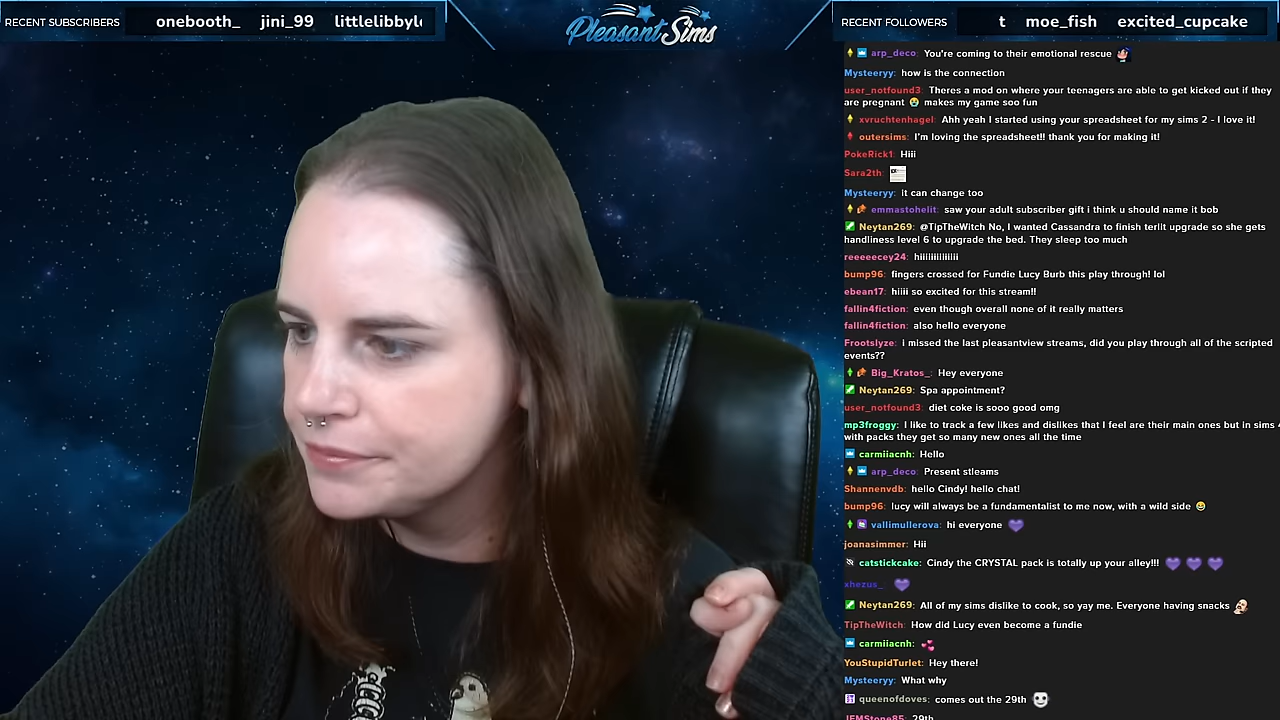 RECENT SUBSCRIBERS
onebooth_ jini_99 littlelibbyl
PleasantSims
RECENT FOLLOWERS
t moe_fish excited_cupcake
arp_deco: You're coming to their emotional rescue
Mysteeryy: how is the connection
user_notfound3: Theres a mod on where your teenagers are able to get kicked out if they
are pregnant 😭 makes my game soo fun
xvruchtenhagel: Ahh yeah I started using your spreadsheet for my sims 2 - I love it!
outersims: I'm loving the spreadsheet!! thank you for making it!
PokeRick1: Hiii
Sara2th:
Mysteeryy: it can change too
emmastohelit: saw your adult subscriber gift i think u should name it bob
Neytan269: @TipTheWitch No, I wanted Cassandra to finish terlit upgrade so she gets
handliness level 6 to upgrade the bed. They sleep too much
reeeeecey24: hiiiiiiiiiiiiii
bump96: fingers crossed for Fundie Lucy Burb this play through! lol
ebean17: hiiii so excited for this stream!!
fallin4fiction: even though overall none of it really matters
fallin4fiction: also hello everyone
Frootslyze: I missed the last pleasantview streams, did you play through all of the scripted
events??
Big_Kratos_: Hey everyone
Neytan269: Spa appointment?
user_notfound3: diet coke is sooo good omg
mp3froggy: I like to track a few likes and dislikes that I feel are their main ones but in sims 4
with packs they get so many new ones all the time
carmiiacnh: Hello
arp_deco: Present stleams
Shannenvdb: hello Cindy! hello chat!
bump96: lucy will always be a fundamentalist to me now, with a wild side 😂
vallimullerova: hi everyone 💜
joanasimmer: Hii
catstickcake: Cindy the CRYSTAL pack is totally up your alley!!! 💜 💜 💜
xhezus_: 💜
Neytan269: All of my sims dislike to cook, so yay me. Everyone having snacks
TipTheWitch: How did Lucy even become a fundie
carmiiacnh: 💞
YouStupidTurlet: Hey there!
Mysteeryy: What why
queenofdoves: comes out the 29th
JEMStone85: 29th